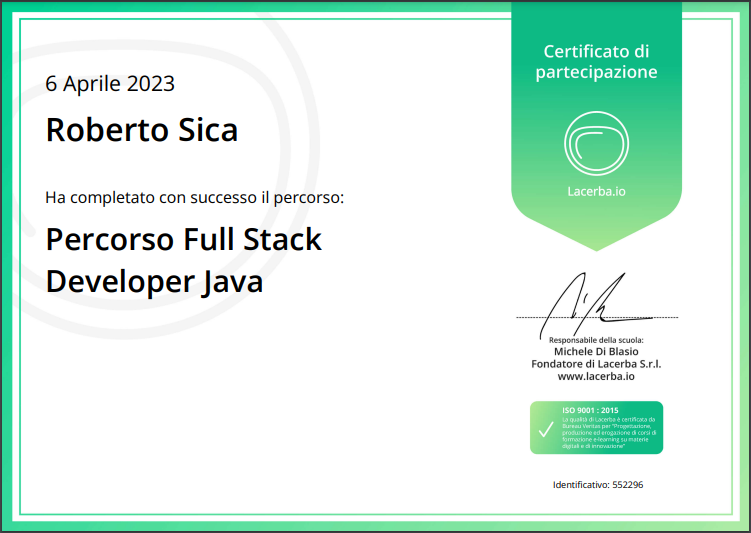 6 Aprile 2023
Roberto Sica
Ha completato con successo il percorso:
Percorso Full Stack
Developer Java
Certificato di
partecipazione
Lacerba.io
Responsabile della scuola:
Michele Di Blasio
Fondatore di Lacerba S.r.l.
www.lacerba.io
ISO 9001 : 2015
La qualità di Lacerba è certificata da
Bureau Veritas per "Progettazione,
produzione ed erogazione di corsi di
formazione e-learning su materie
digitali e di innovazione"
Identificativo: 552296